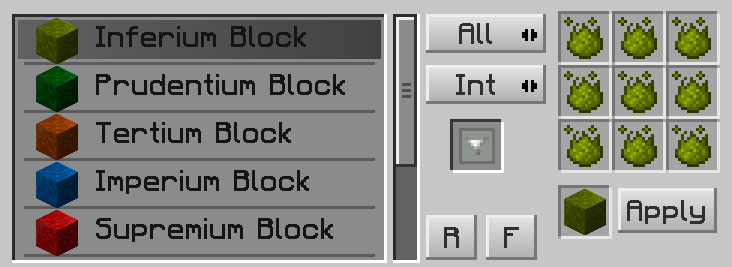 Inferium Block
Prudentium Block
Tertium Block
Imperium Block
Supremium Block
All
Int
R
F
Apply